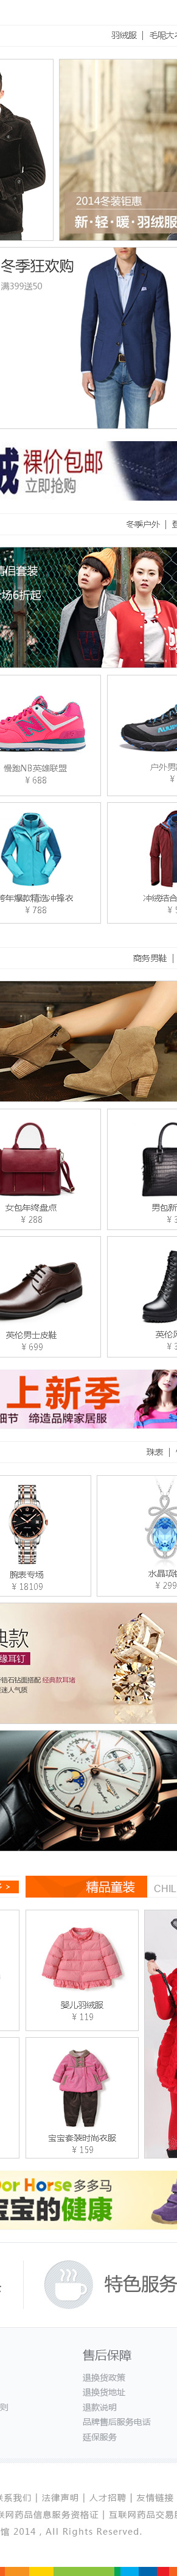 羽绒服 | 毛呢大
2014冬装钜惠
新·轻·暖·羽绒服
冬季狂欢购
满399送50
绒 裸价包邮
立即抢购
冬季户外 |
情侣套装
场6折起
慢跑NB英雄联盟
¥ 688
户外男
¥
跨年爆款精选冲锋衣
¥ 788
冲绒结合
¥
商务男鞋 |
女包年终盘点
¥ 288
男包新
¥
英伦男士皮鞋
¥ 699
英伦
¥
上新季
细节 缔造品牌家居服
珠表 |
腕表专场
¥ 18109
水晶项链
¥ 299
典款
缘耳钉
锆石钻面搭配 经典款耳堵
迷人气质
>
精品童装 CHIL
婴儿羽绒服
¥ 119
宝宝套装时尚衣服
¥ 159
Dor Horse 多多马
宝宝的健康
特色服务
售后保障
退换货政策
退换货地址
退款说明
品牌售后服务电话
延保服务
则
联系我们 | 法律声明 | 人才招聘 | 友情链接
联网药品信息服务资格证 | 互联网药品交易
馆 2014 , All Rights Reserved.